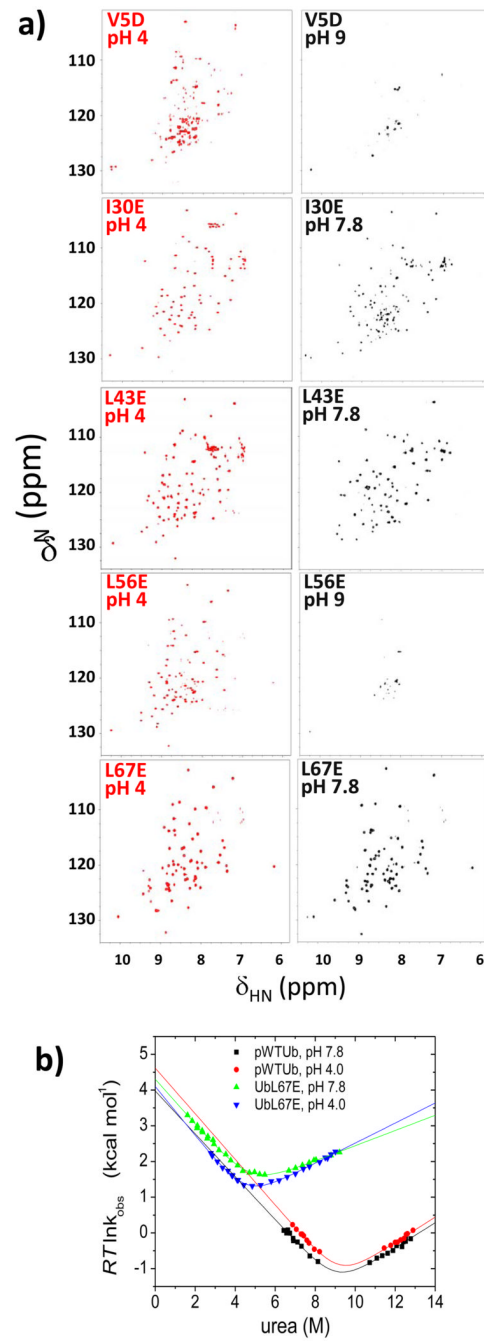 a)
V5D
pH 4
V5D
pH 9
110
120
130
I30E
pH 4
I30E
pH 7.8
110
120
130
L43E
pH 4
L43E
pH 7.8
110
120
130
δN (ppm)
L56E
pH 4
L56E
pH 9
110
120
130
L67E
pH 4
L67E
pH 7.8
110
120
130
10 9 8 7 6 10 9 8 7 6
δHN (ppm)
b)
pWTUb, pH 7.8
pWTUb, pH 4.0
UbL67E, pH 7.8
UbL67E, pH 4.0
RT lnkobs (kcal mol1)
5
4
3
2
1
0
-1
0 2 4 6 8 10 12 14
urea (M)